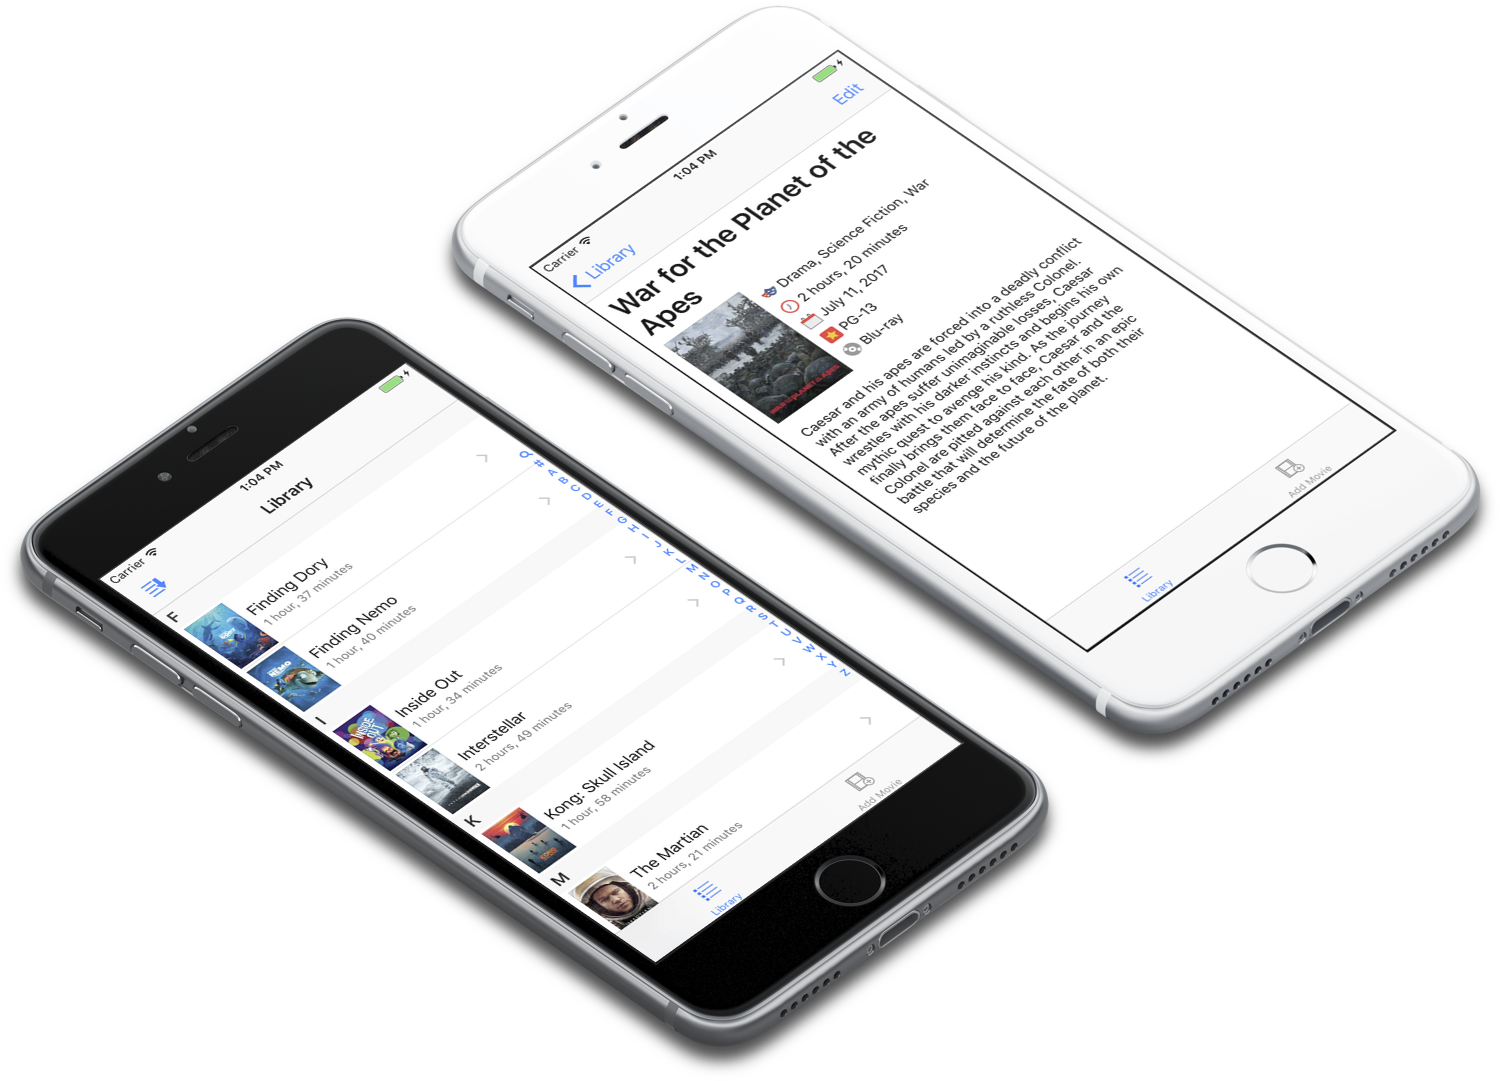 Carrier
1:04 PM
Library
F
Finding Dory
1 hour, 37 minutes
Finding Nemo
1 hour, 40 minutes
I
Inside Out
1 hour, 34 minutes
Interstellar
2 hours, 49 minutes
K
Kong: Skull Island
1 hour, 58 minutes
M
The Martian
2 hours, 21 minutes
#
A
B
C
D
E
F
G
H
I
J
K
L
M
N
O
P
Q
R
S
T
U
V
W
X
Y
Z
INSIDE
OUT
NEMO
Library
Add Movie
Carrier
1:04 PM
Library
Edit
War for the Planet of the
Apes
Drama, Science Fiction, War
2 hours, 20 minutes
July 11, 2017
PG-13
Blu-ray
Caesar and his apes are forced into a deadly conflict
with an army of humans led by a ruthless Colonel.
After the apes suffer unimaginable losses, Caesar
wrestles with his darker instincts and begins his own
mythic quest to avenge his kind. As the journey
finally brings them face to face, Caesar and the
Colonel are pitted against each other in an epic
battle that will determine the fate of both their
species and the future of the planet.
Library
Add Movie